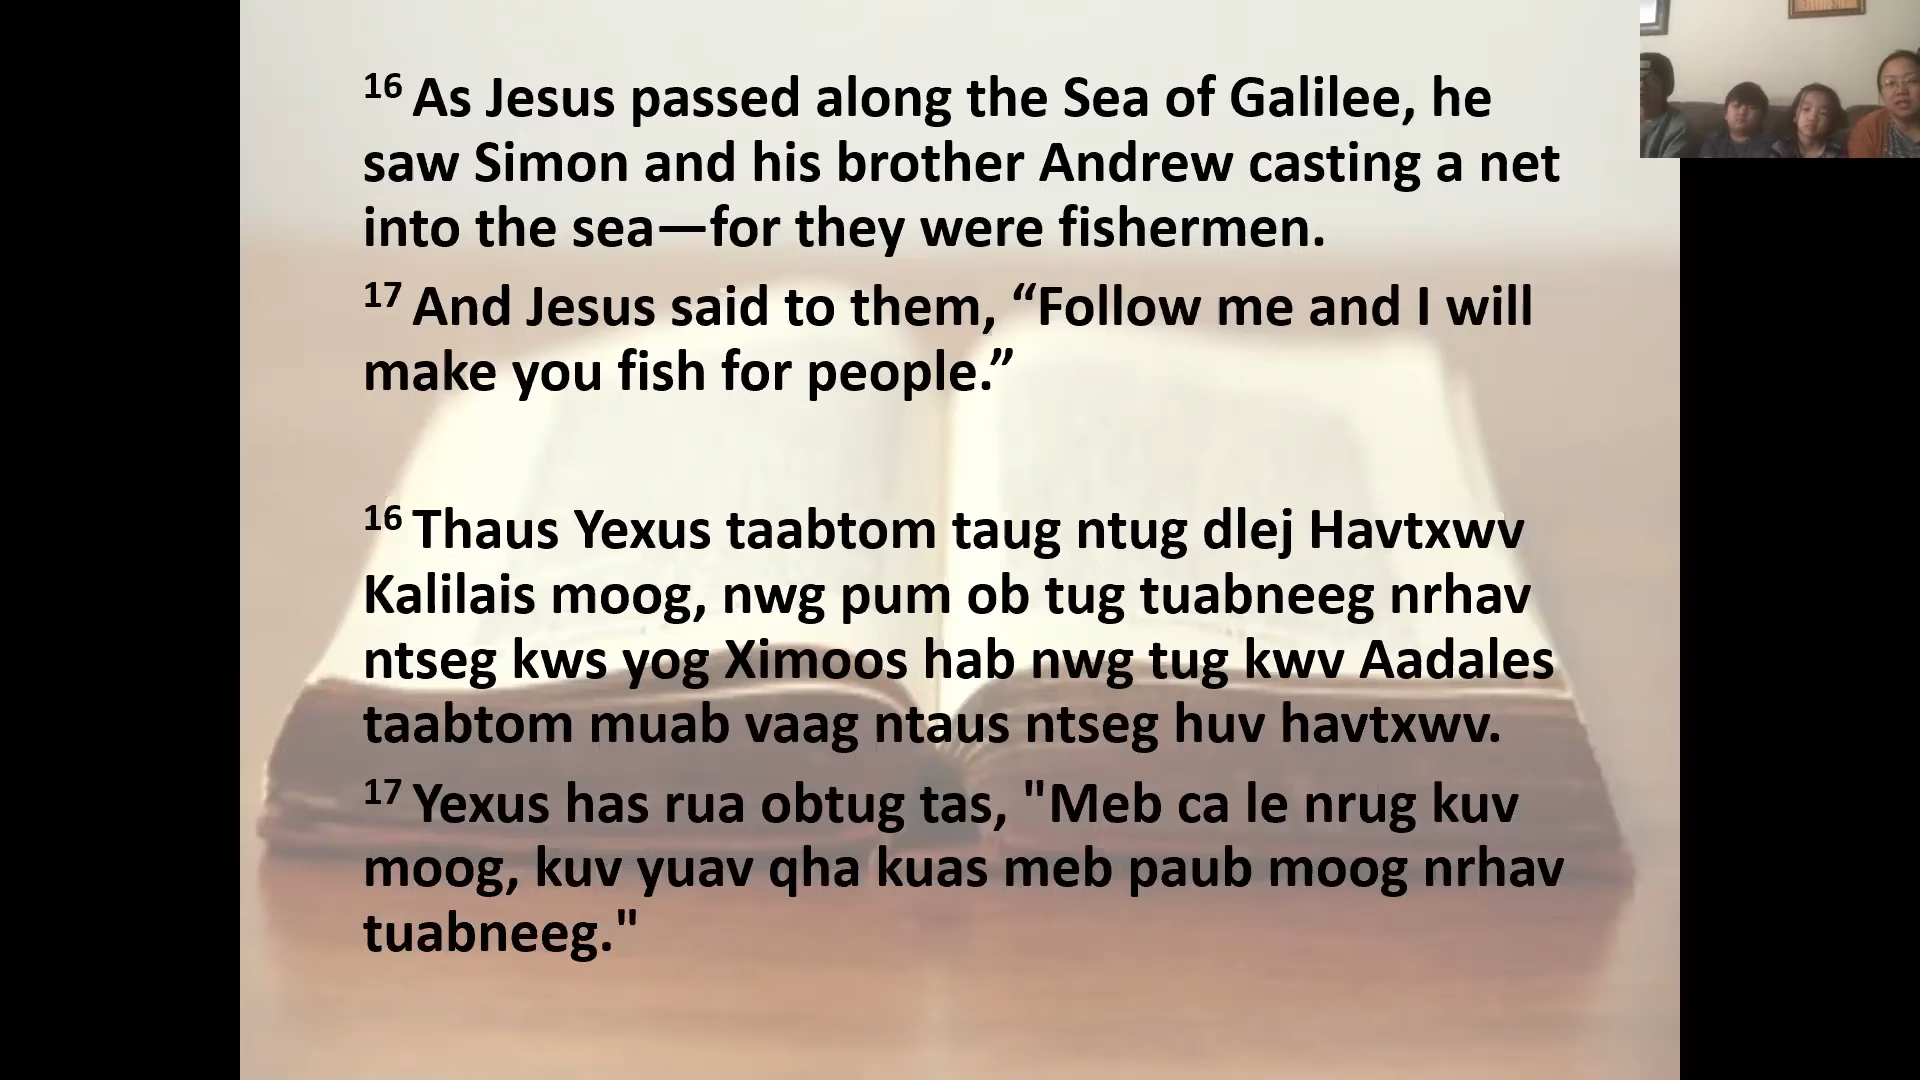 16 As Jesus passed along the Sea of Galilee, he
saw Simon and his brother Andrew casting a net
into the sea—for they were fishermen.
17 And Jesus said to them, “Follow me and I will
make you fish for people.”
16 Thaus Yexus taabtom taug ntug dlej Havtxwv
Kalilais moog, nwg pum ob tug tuabneeg nrhav
ntseg kws yog Ximoos hab nwg tug kwv Aadales
taabtom muab vaag ntaus ntseg huv havtxwv.
17 Yexus has rua obtug tas, "Meb ca le nrug kuv
moog, kuv yuav qha kuas meb paub moog nrhav
tuabneeg."